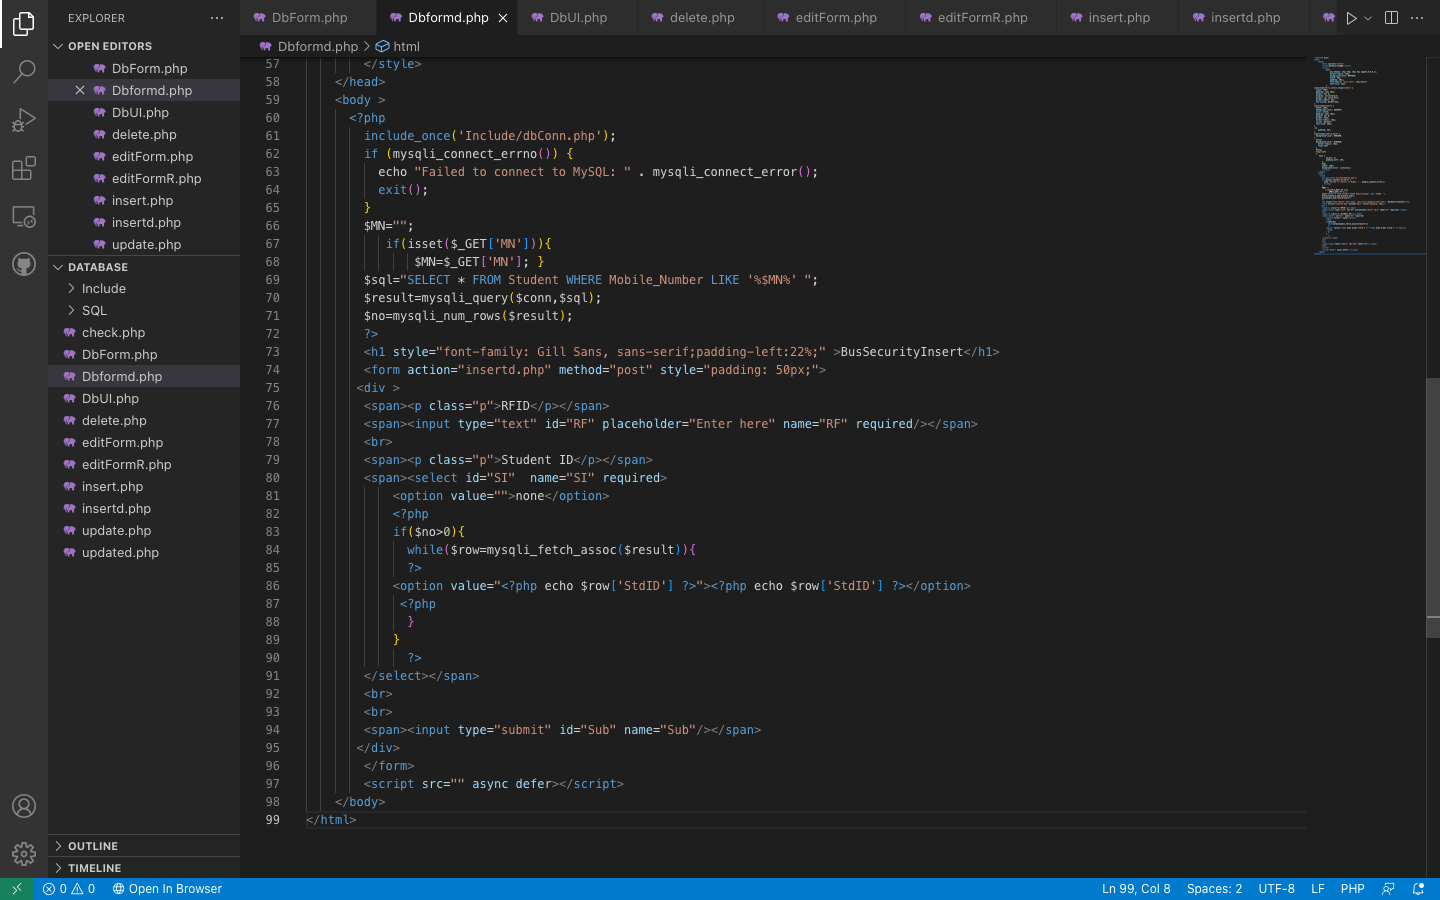 EXPLORER
OPEN EDITORS
DbForm.php
Dbformd.php
DbUI.php
delete.php
editForm.php
editFormR.php
insert.php
insertd.php
update.php
DATABASE
Include
SQL
check.php
DbForm.php
Dbformd.php
DbUI.php
delete.php
editForm.php
editFormR.php
insert.php
insertd.php
update.php
updated.php
OUTLINE
TIMELINE
DbForm.php Dbformd.php DbUI.php delete.php editForm.php editFormR.php insert.php insertd.php
Dbformd.php > html
57 </style>
58 </head>
59 <body >
60 <?php
61 include_once('Include/dbConn.php');
62 if (mysqli_connect_errno()) {
63 echo "Failed to connect to MySQL: " . mysqli_connect_error();
64 exit();
65 }
66 $MN="";
67 if(isset($_GET['MN'])){
68 $MN=$_GET['MN']; }
69 $sql="SELECT * FROM Student WHERE Mobile_Number LIKE '%$MN%' ";
70 $result=mysqli_query($conn,$sql);
71 $no=mysqli_num_rows($result);
72 ?>
73 <h1 style="font-family: Gill Sans, sans-serif;padding-left:22%;" >BusSecurityInsert</h1>
74 <form action="insertd.php" method="post" style="padding: 50px;">
75 <div >
76 <span><p class="p">RFID</p></span>
77 <span><input type="text" id="RF" placeholder="Enter here" name="RF" required/></span>
78 <br>
79 <span><p class="p">Student ID</p></span>
80 <span><select id="SI"  name="SI" required>
81 <option value="">none</option>
82 <?php
83 if($no>0){
84 while($row=mysqli_fetch_assoc($result)){
85 ?>
86 <option value="<?php echo $row['StdID'] ?>"><?php echo $row['StdID'] ?></option>
87 <?php
88 }
89 }
90 ?>
91 </select></span>
92 <br>
93 <br>
94 <span><input type="submit" id="Sub" name="Sub"/></span>
95 </div>
96 </form>
97 <script src="" async defer></script>
98 </body>
99 </html>
0 0 Open In Browser Ln 99, Col 8 Spaces: 2 UTF-8 LF PHP